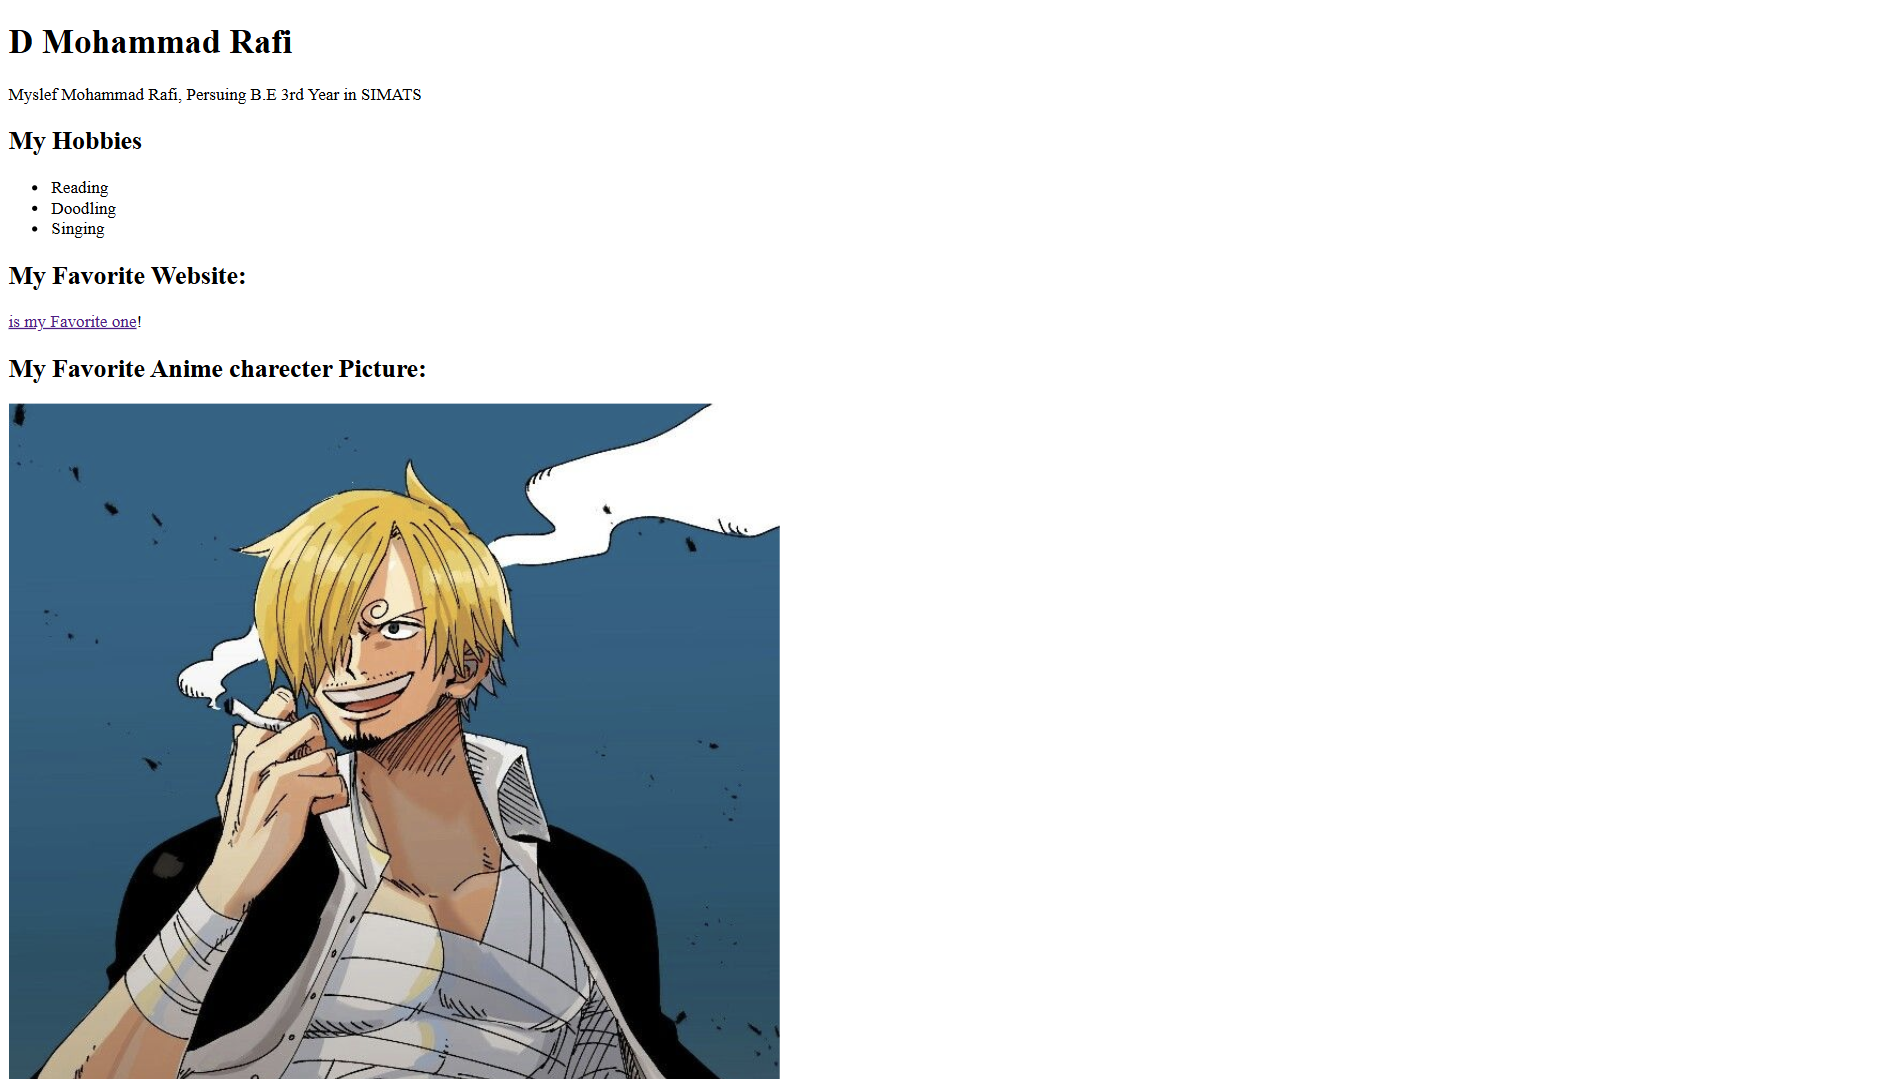 D Mohammad Rafi
Myslef Mohammad Rafi, Persuing B.E 3rd Year in SIMATS
My Hobbies
Reading
Doodling
Singing
My Favorite Website:
is my Favorite one!
My Favorite Anime charecter Picture: